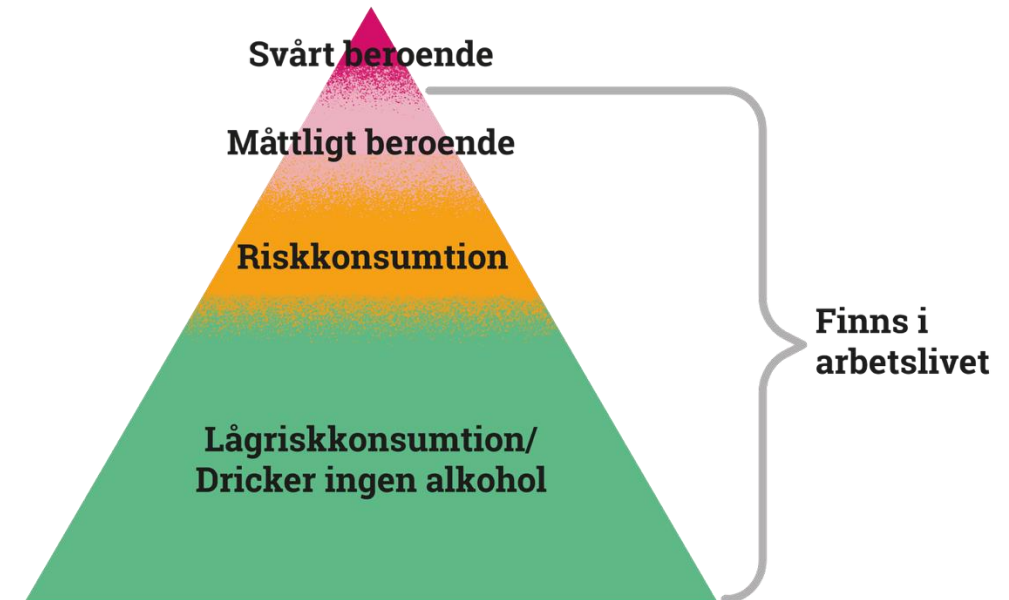 Svårt beroende
Måttligt beroende
Riskkonsumtion
Lågriskkonsumtion/
Dricker ingen alkohol
Finns i
arbetslivet